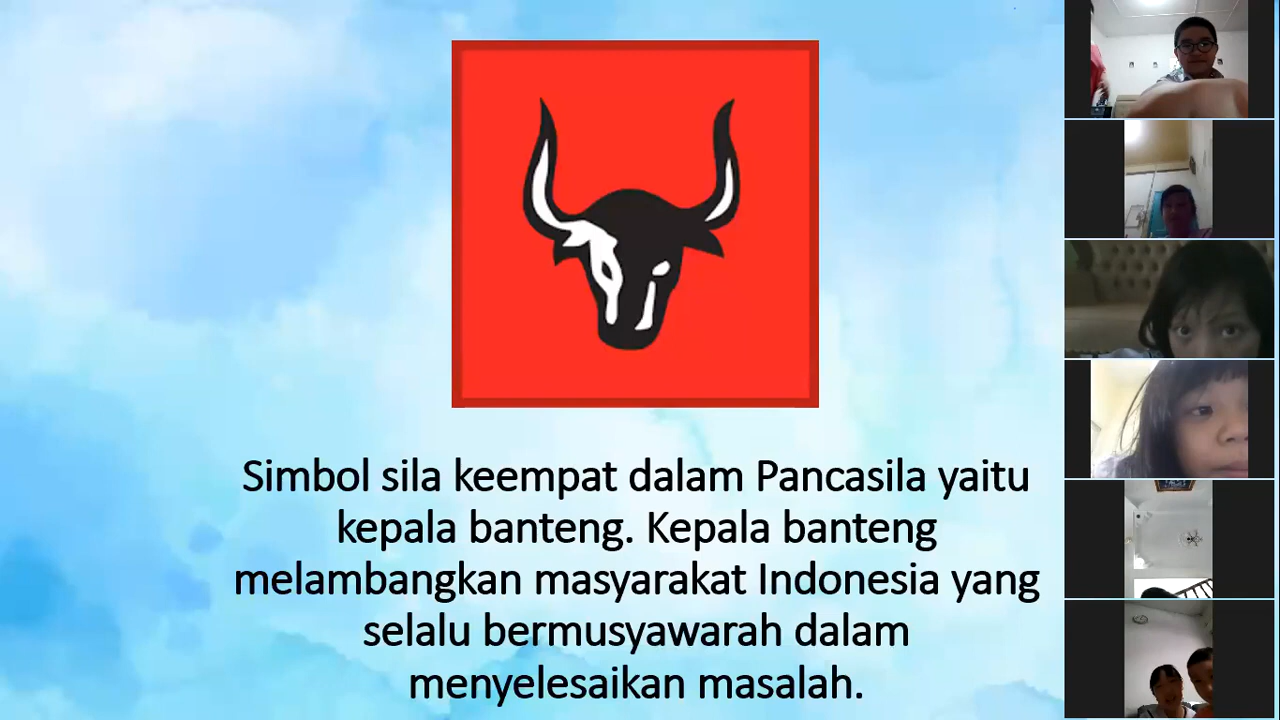 Simbol sila keempat dalam Pancasila yaitu
kepala banteng. Kepala banteng
melambangkan masyarakat Indonesia yang
selalu bermusyawarah dalam
menyelesaikan masalah.